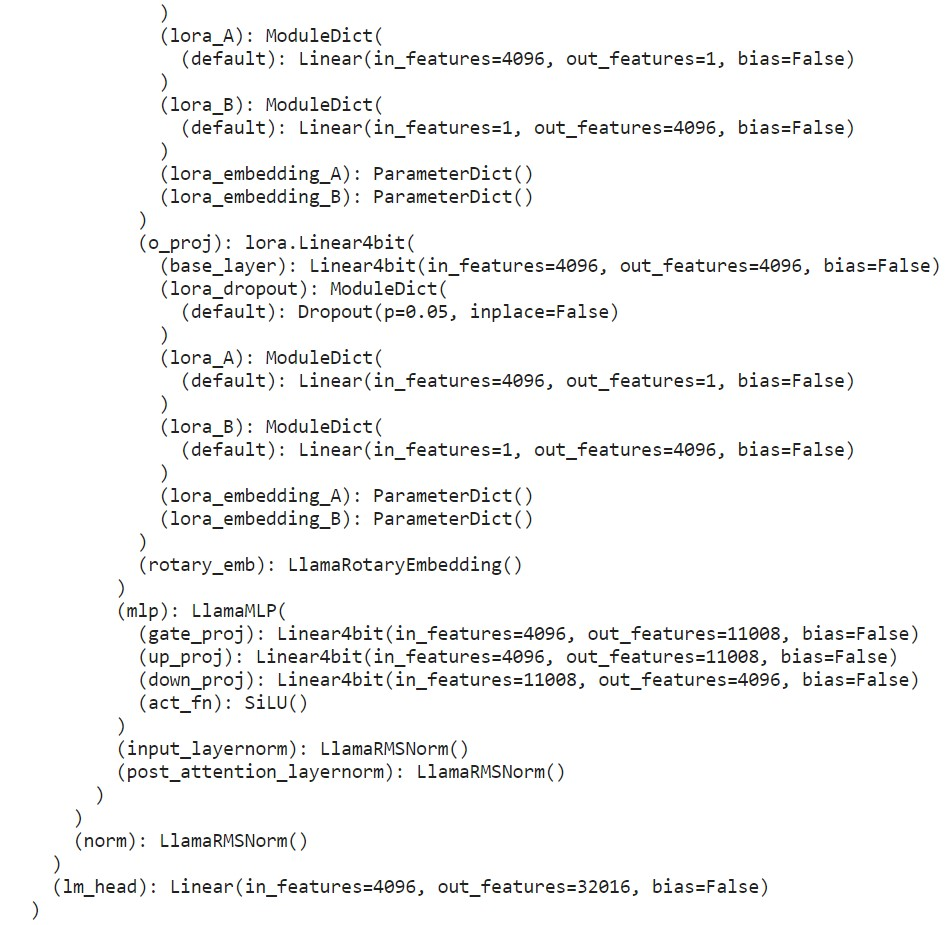 )
(lora_A): ModuleDict(
(default): Linear(in_features=4096, out_features=1, bias=False)
)
(lora_B): ModuleDict(
(default): Linear(in_features=1, out_features=4096, bias=False)
)
(lora_embedding_A): ParameterDict()
(lora_embedding_B): ParameterDict()
)
(o_proj): lora.Linear4bit(
(base_layer): Linear4bit(in_features=4096, out_features=4096, bias=False)
(lora_dropout): ModuleDict(
(default): Dropout(p=0.05, inplace=False)
)
(lora_A): ModuleDict(
(default): Linear(in_features=4096, out_features=1, bias=False)
)
(lora_B): ModuleDict(
(default): Linear(in_features=1, out_features=4096, bias=False)
)
(lora_embedding_A): ParameterDict()
(lora_embedding_B): ParameterDict()
)
(rotary_emb): LlamaRotaryEmbedding()
)
(mlp): LlamaMLP(
(gate_proj): Linear4bit(in_features=4096, out_features=11008, bias=False)
(up_proj): Linear4bit(in_features=4096, out_features=11008, bias=False)
(down_proj): Linear4bit(in_features=11008, out_features=4096, bias=False)
(act_fn): SiLU()
)
(input_layernorm): LlamaRMSNorm()
(post_attention_layernorm): LlamaRMSNorm()
)
)
(norm): LlamaRMSNorm()
)
(lm_head): Linear(in_features=4096, out_features=32016, bias=False)
)